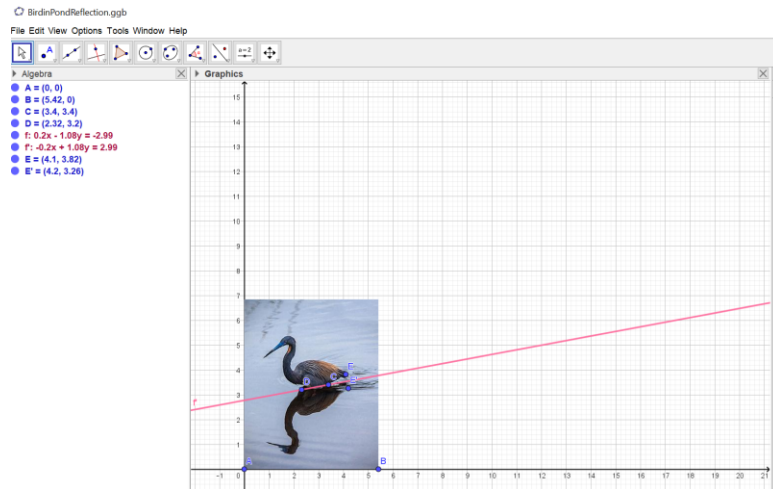 BirdinPondReflection.ggb
File Edit View Options Tools Window Help
A
a=2
Algebra
Graphics
A = (0, 0)
B = (5.42, 0)
C = (3.4, 3.4)
D = (2.32, 3.2)
f: 0.2x - 1.08y = -2.99
f': -0.2x + 1.08y = 2.99
E = (4.1, 3.82)
E' = (4.2, 3.26)
15
14
13
12
11
10
9
8
7
6
5
4
3
2
1
f'
E
C
D
E'
A
B
-1 0 1 2 3 4 5 6 7 8 9 10 11 12 13 14 15 16 17 18 19 20 21